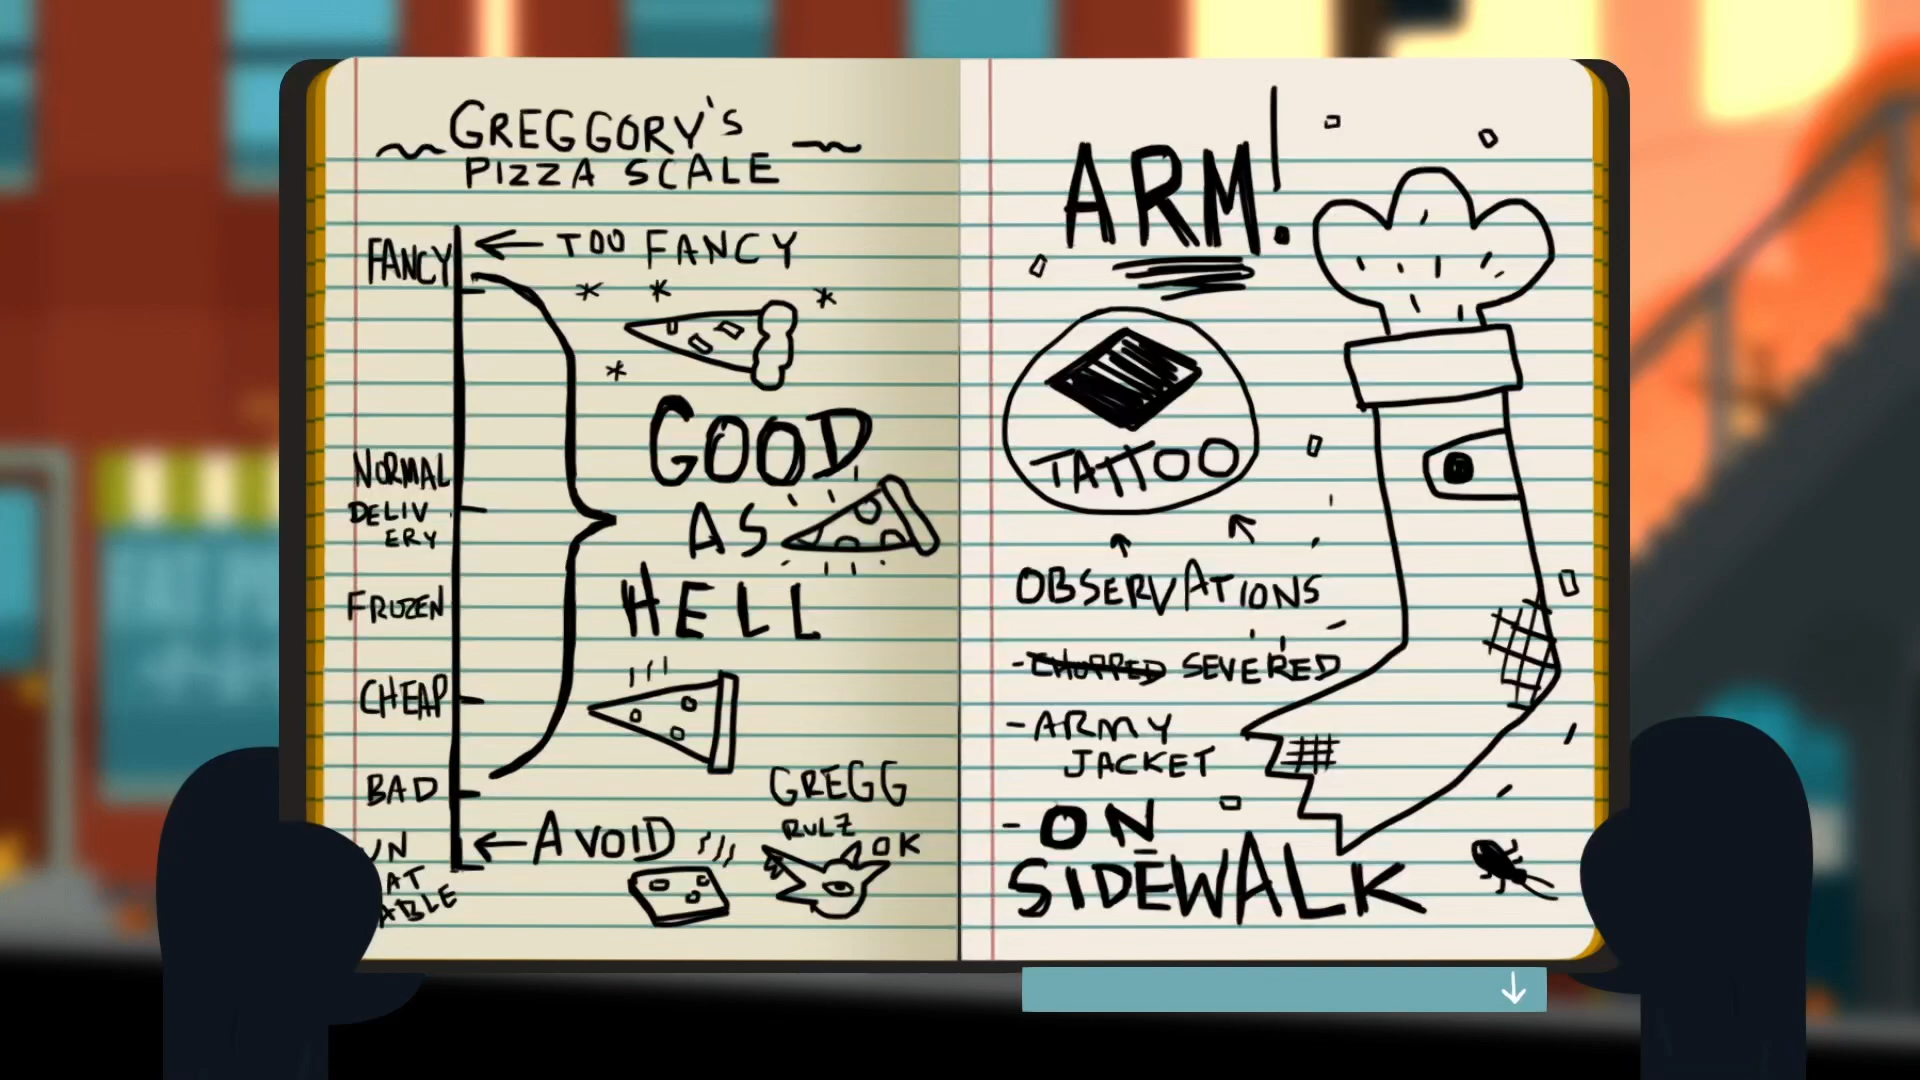 GREGGORY'S
PIZZA SCALE
FANCY
← TOO FANCY
NORMAL
DELIV
ERY
FROZEN
CHEAP
BAD
GOOD
AS
HELL
← AVOID
GREGG
RULZ
OK
ARM!
TATTOO
OBSERVATIONS
- CHOPPED SEVERED
- ARMY
JACKET
- ON
SIDEWALK